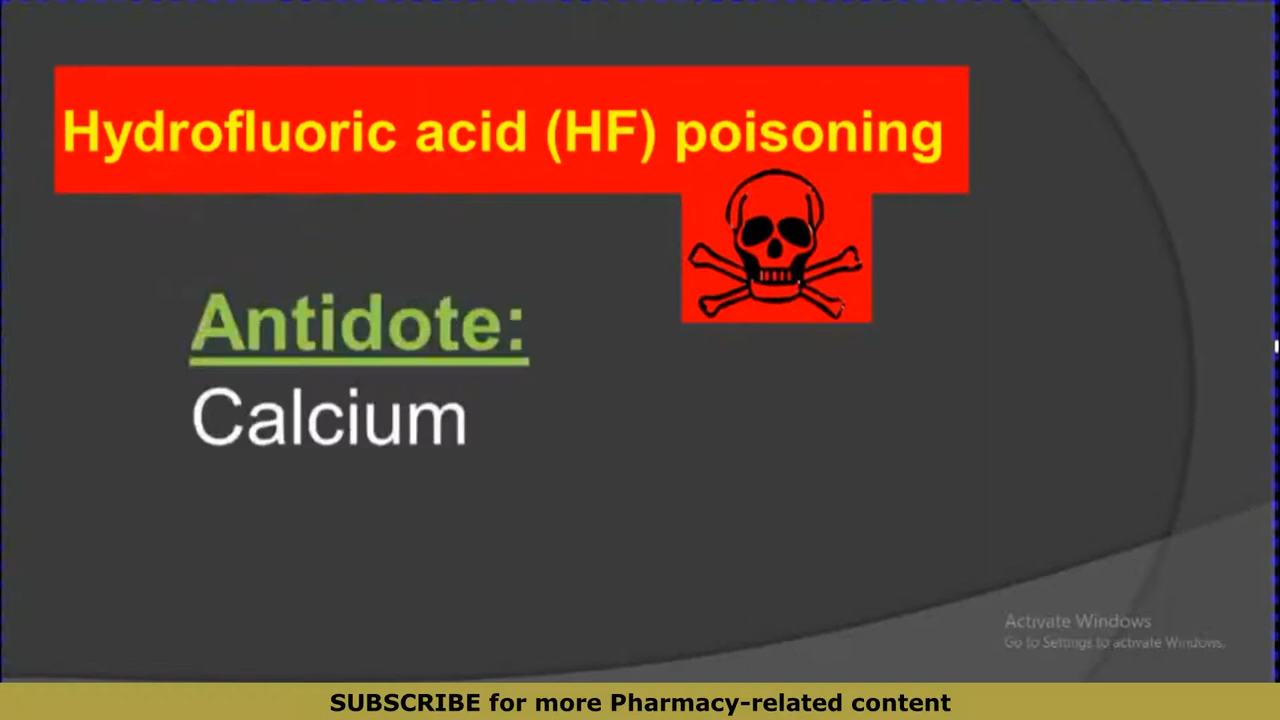 Hydrofluoric acid (HF) poisoning
Antidote:
Calcium
Activate Windows
Go to Settings to activate Windows.
SUBSCRIBE for more Pharmacy-related content